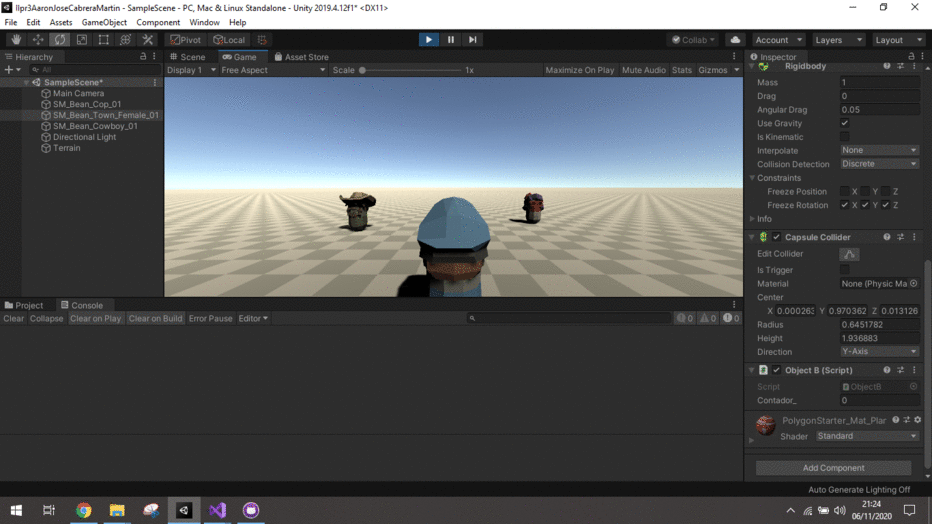 IIpr3AaronJoseCabreraMartin - SampleScene - PC, Mac & Linux Standalone - Unity 2019.4.12f1* <DX11>
File Edit Assets GameObject Component Window Help
Pivot Local Collab Account Layers Layout
Hierarchy
All
SampleScene*
Main Camera
SM_Bean_Cop_01
SM_Bean_Town_Female_01
SM_Bean_Cowboy_01
Directional Light
Terrain
Scene Game Asset Store
Display 1 Free Aspect Scale 1x Maximize On Play Mute Audio Stats Gizmos
Project Console
Clear Collapse Clear on Play Clear on Build Error Pause Editor 0 0 0
Inspector
Rigidbody
Mass 1
Drag 0
Angular Drag 0.05
Use Gravity
Is Kinematic
Interpolate None
Collision Detection Discrete
Constraints
Freeze Position X Y Z
Freeze Rotation X Y Z
Info
Capsule Collider
Edit Collider
Is Trigger
Material None (Physic Ma
Center
X 0.000263 Y 0.970362 Z 0.013126
Radius 0.6451782
Height 1.936883
Direction Y-Axis
Object B (Script)
Script ObjectB
Contador_ 0
PolygonStarter_Mat_Plar
Shader Standard
Add Component
Auto Generate Lighting Off
21:24
06/11/2020